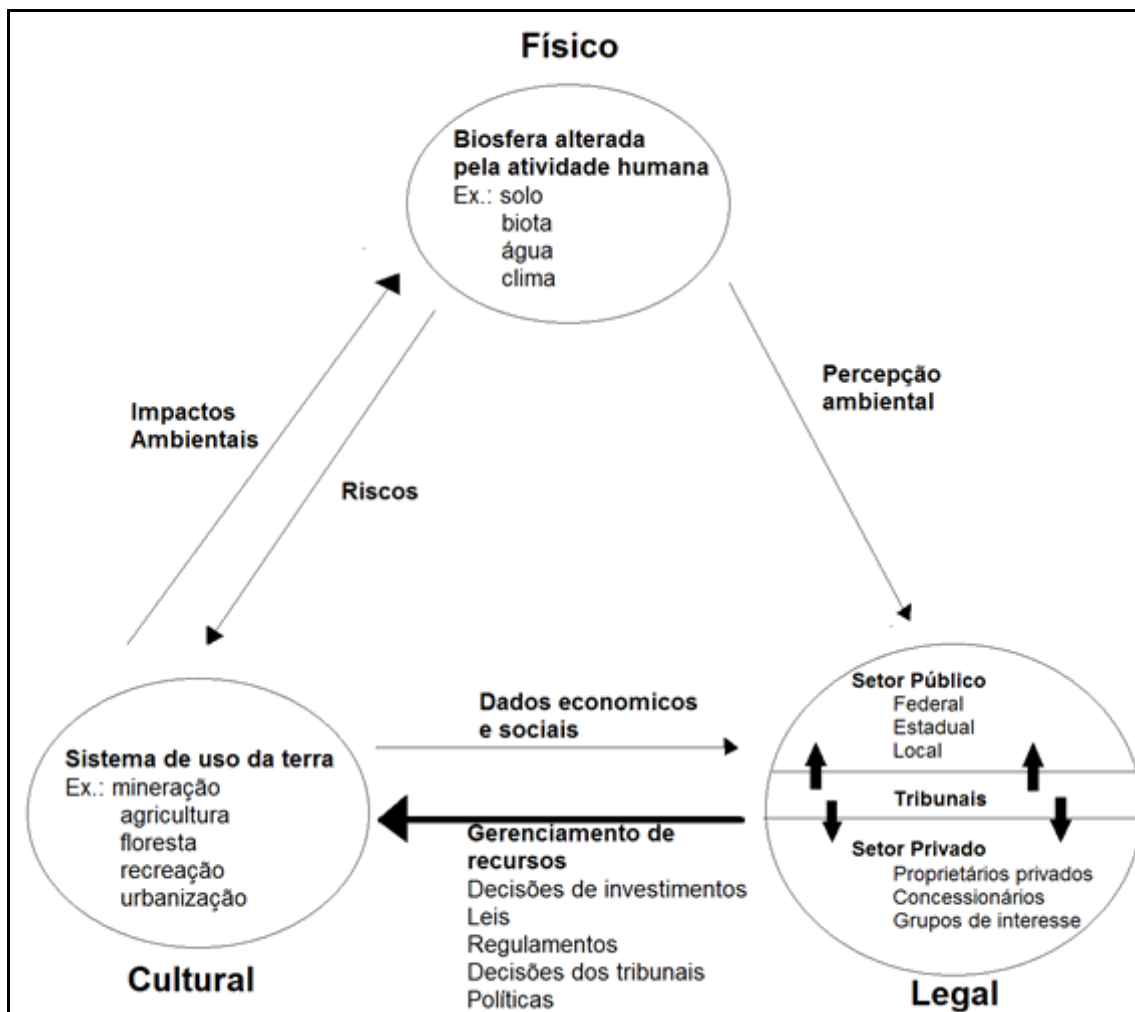 Físico
Biosfera alterada
pela atividade humana
Ex.: solo
biota
água
clima
Impactos
Ambientais
Riscos
Percepção
ambiental
Sistema de uso da terra
Ex.: mineração
agricultura
floresta
recreação
urbanização
Cultural
Dados economicos
e sociais
Gerenciamento de
recursos
Decisões de investimentos
Leis
Regulamentos
Decisões dos tribunais
Políticas
Setor Público
Federal
Estadual
Local
Tribunais
Setor Privado
Proprietários privados
Concessionários
Grupos de interesse
Legal